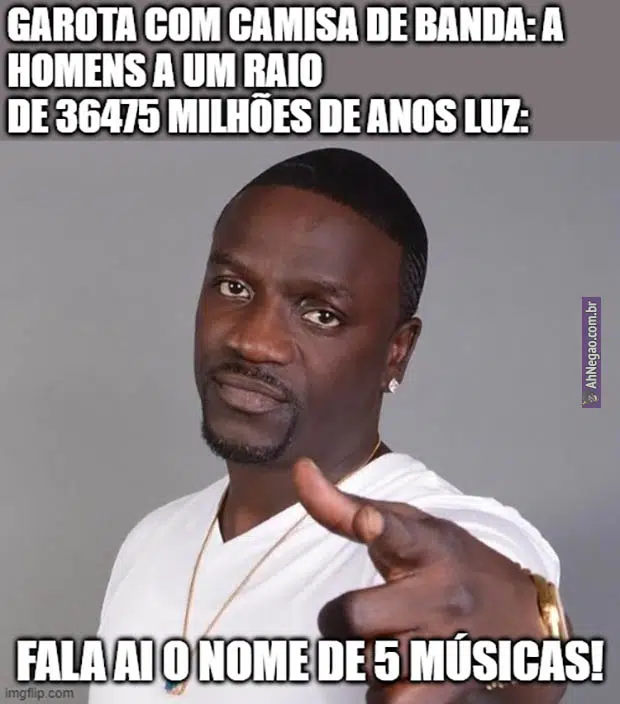 GAROTA COM CAMISA DE BANDA: A
HOMENS A UM RAIO
DE 36475 MILHÕES DE ANOS LUZ:
AhNegao.com.br
FALA AI O NOME DE 5 MÚSICAS!
imgflip.com